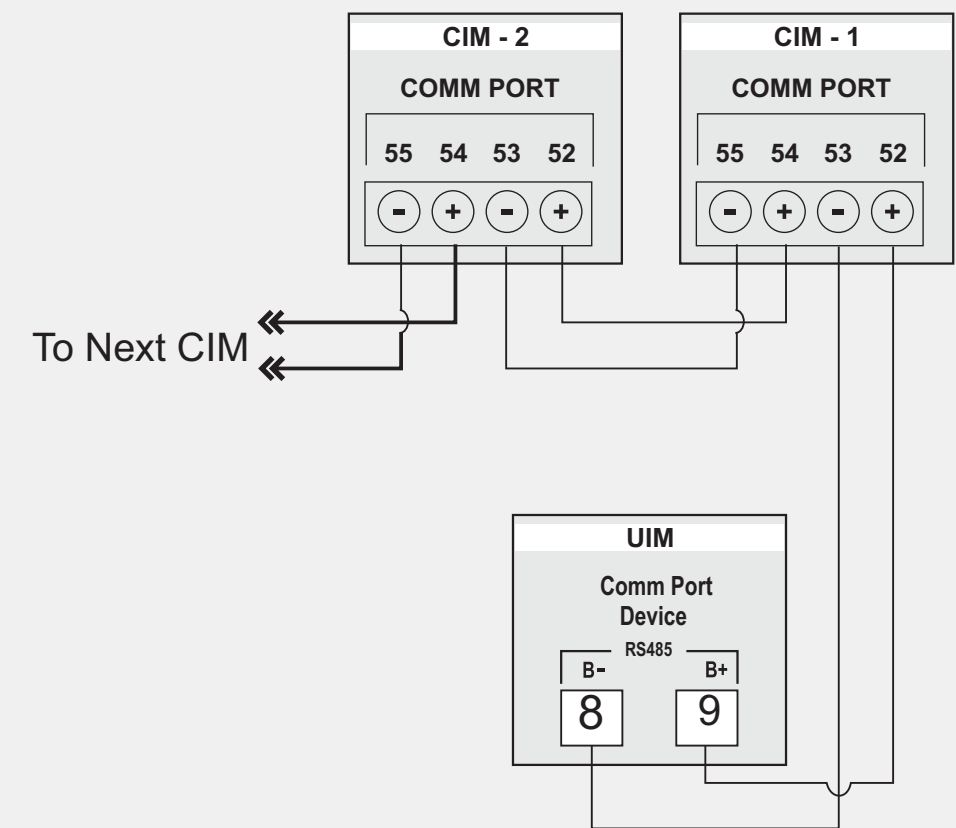 CIM - 2
COMM PORT
55 54 53 52
- + - +
CIM - 1
COMM PORT
55 54 53 52
- + - +
To Next CIM
UIM
Comm Port
Device
RS485
B- B+
8 9